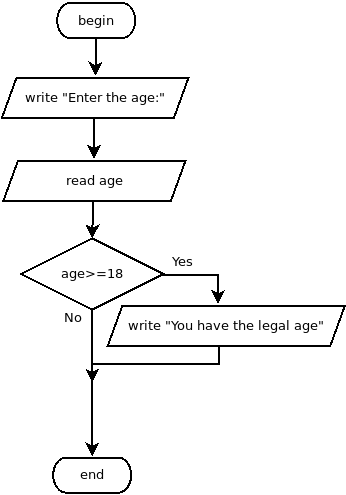 begin
write "Enter the age:"
read age
age>=18
Yes
No
write "You have the legal age"
end